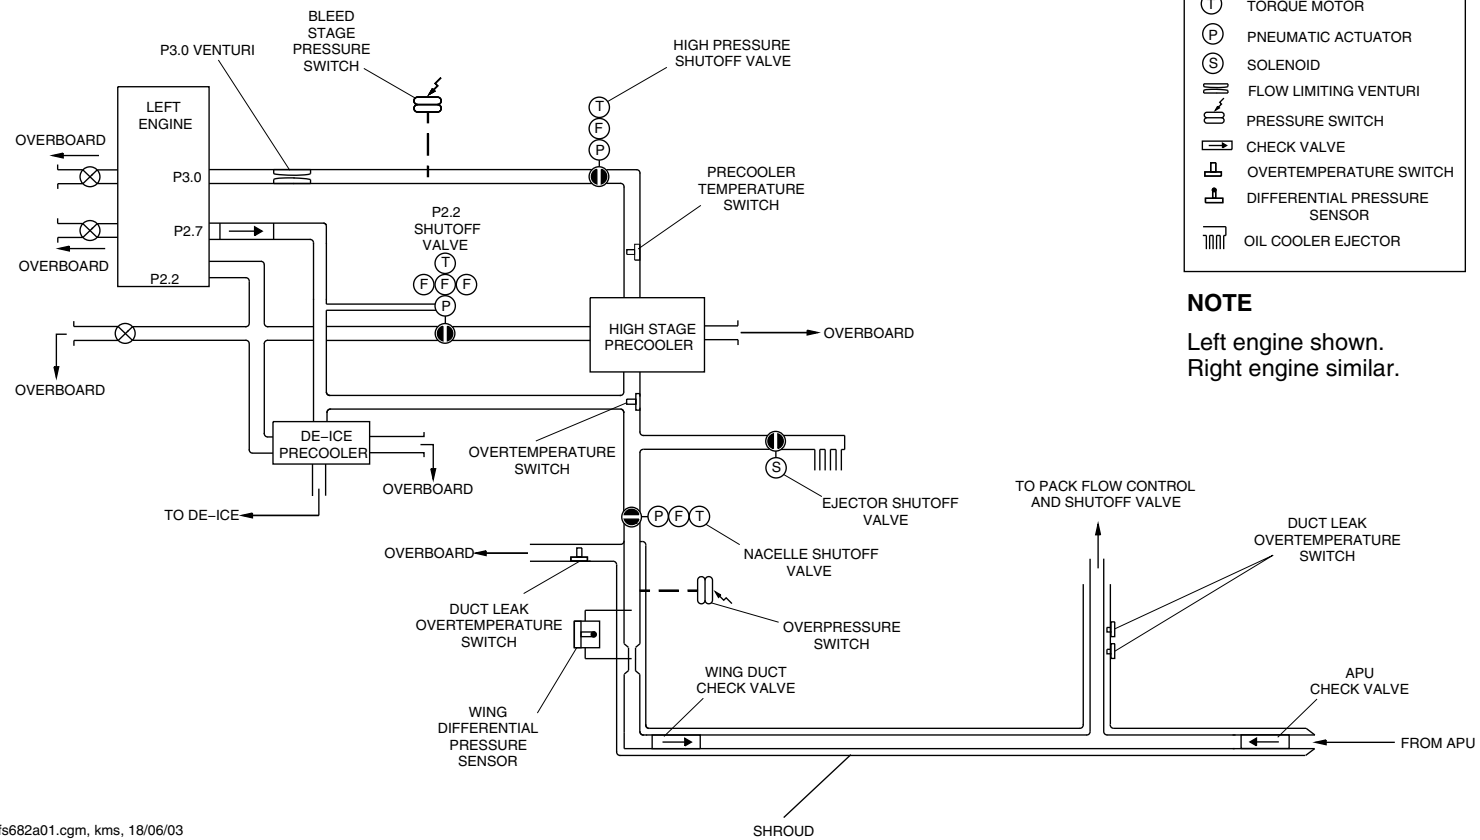 BLEED
STAGE
PRESSURE
SWITCH
P3.0 VENTURI
HIGH PRESSURE
SHUTOFF VALVE
LEFT
ENGINE
OVERBOARD
P3.0
PRECOOLER
TEMPERATURE
SWITCH
P2.7
OVERBOARD
P2.2
P2.2
SHUTOFF
VALVE
T
F
P
T
F F F
P
HIGH STAGE
PRECOOLER
OVERBOARD
OVERBOARD
DE-ICE
PRECOOLER
OVERBOARD
TO DE-ICE
OVERTEMPERATURE
SWITCH
S
EJECTOR SHUTOFF
VALVE
P F T
NACELLE SHUTOFF
VALVE
OVERBOARD
DUCT LEAK
OVERTEMPERATURE
SWITCH
OVERPRESSURE
SWITCH
WING
DIFFERENTIAL
PRESSURE
SENSOR
WING DUCT
CHECK VALVE
TO PACK FLOW CONTROL
AND SHUTOFF VALVE
DUCT LEAK
OVERTEMPERATURE
SWITCH
APU
CHECK VALVE
FROM APU
SHROUD
T TORQUE MOTOR
P PNEUMATIC ACTUATOR
S SOLENOID
FLOW LIMITING VENTURI
PRESSURE SWITCH
CHECK VALVE
OVERTEMPERATURE SWITCH
DIFFERENTIAL PRESSURE
SENSOR
OIL COOLER EJECTOR
NOTE
Left engine shown.
Right engine similar.
fs682a01.cgm, kms, 18/06/03